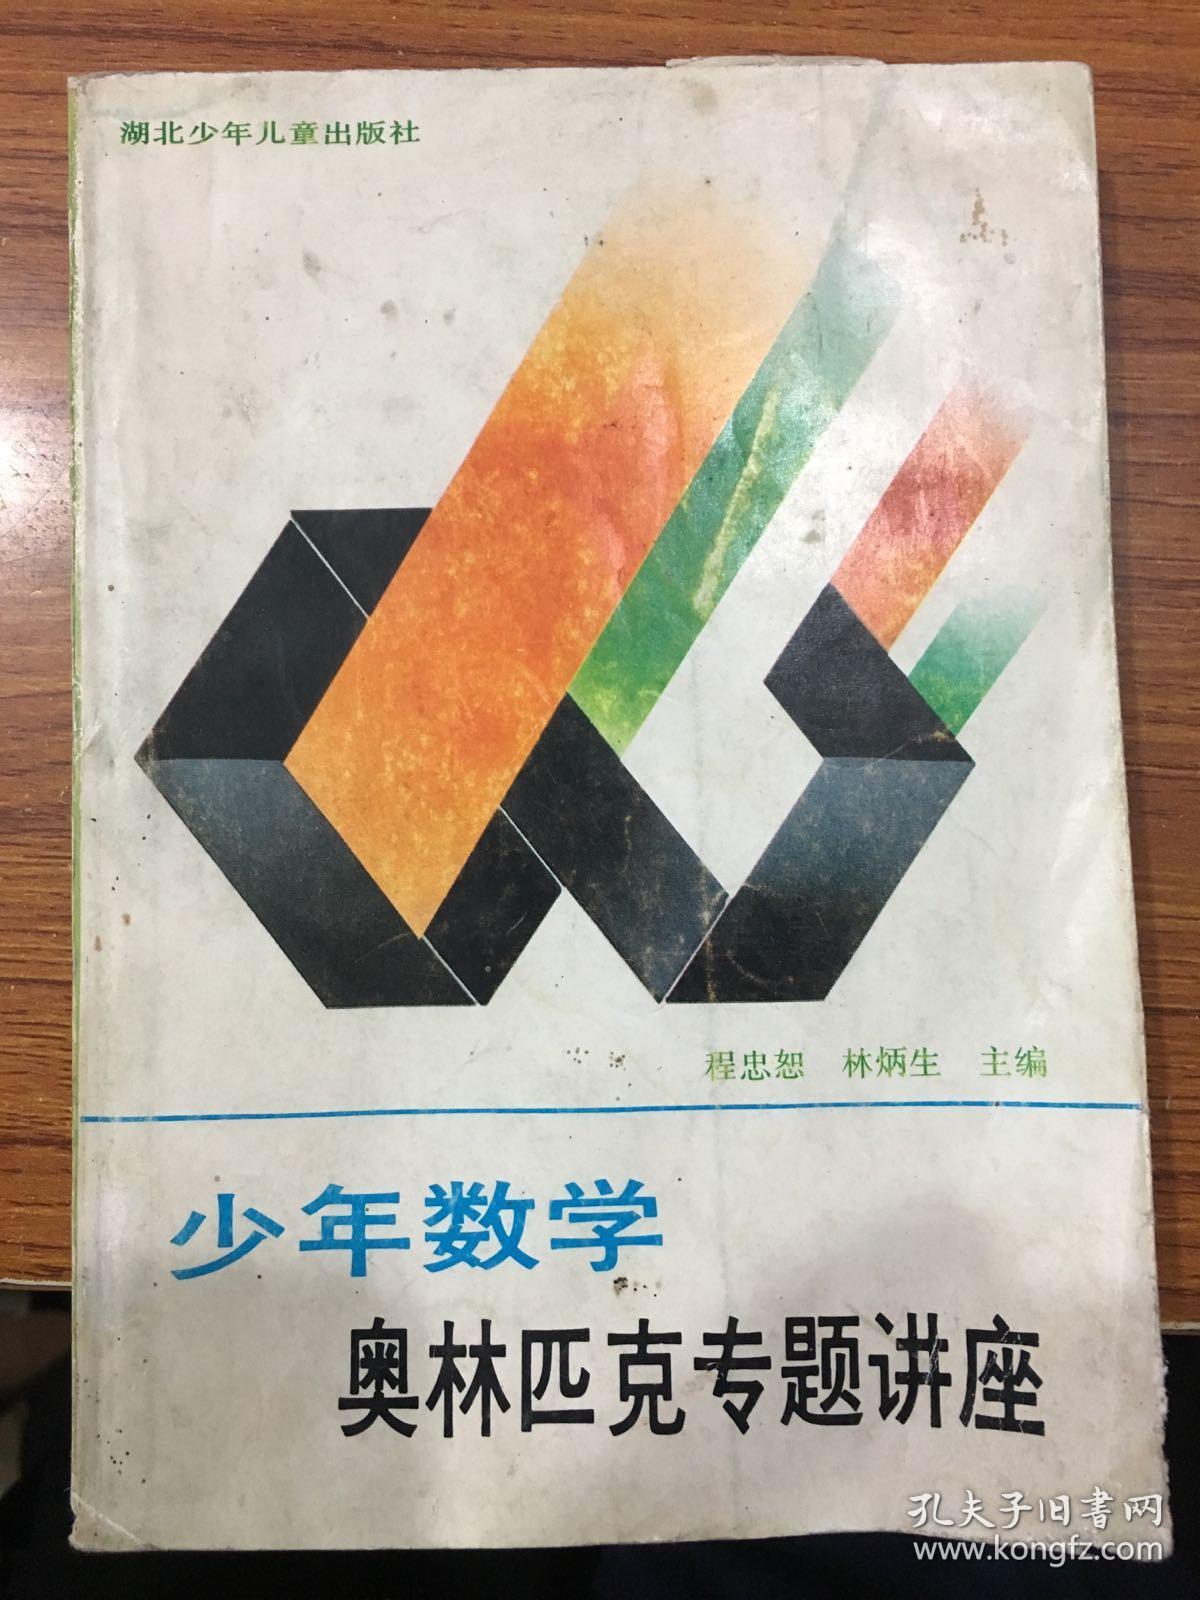 湖北少年儿童出版社
程忠恕 林炳生 主编
少年数学
奥林匹克专题讲座
孔夫子旧書网
www.kongfz.com